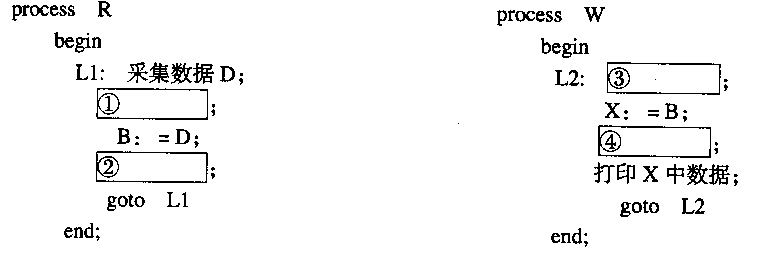 process R
begin
L1: 采集数据 D;
①;
B: =D;
②;
goto L1
end;
process W
begin
L2: ③;
X: =B;
④;
打印 X 中数据;
goto L2
end;